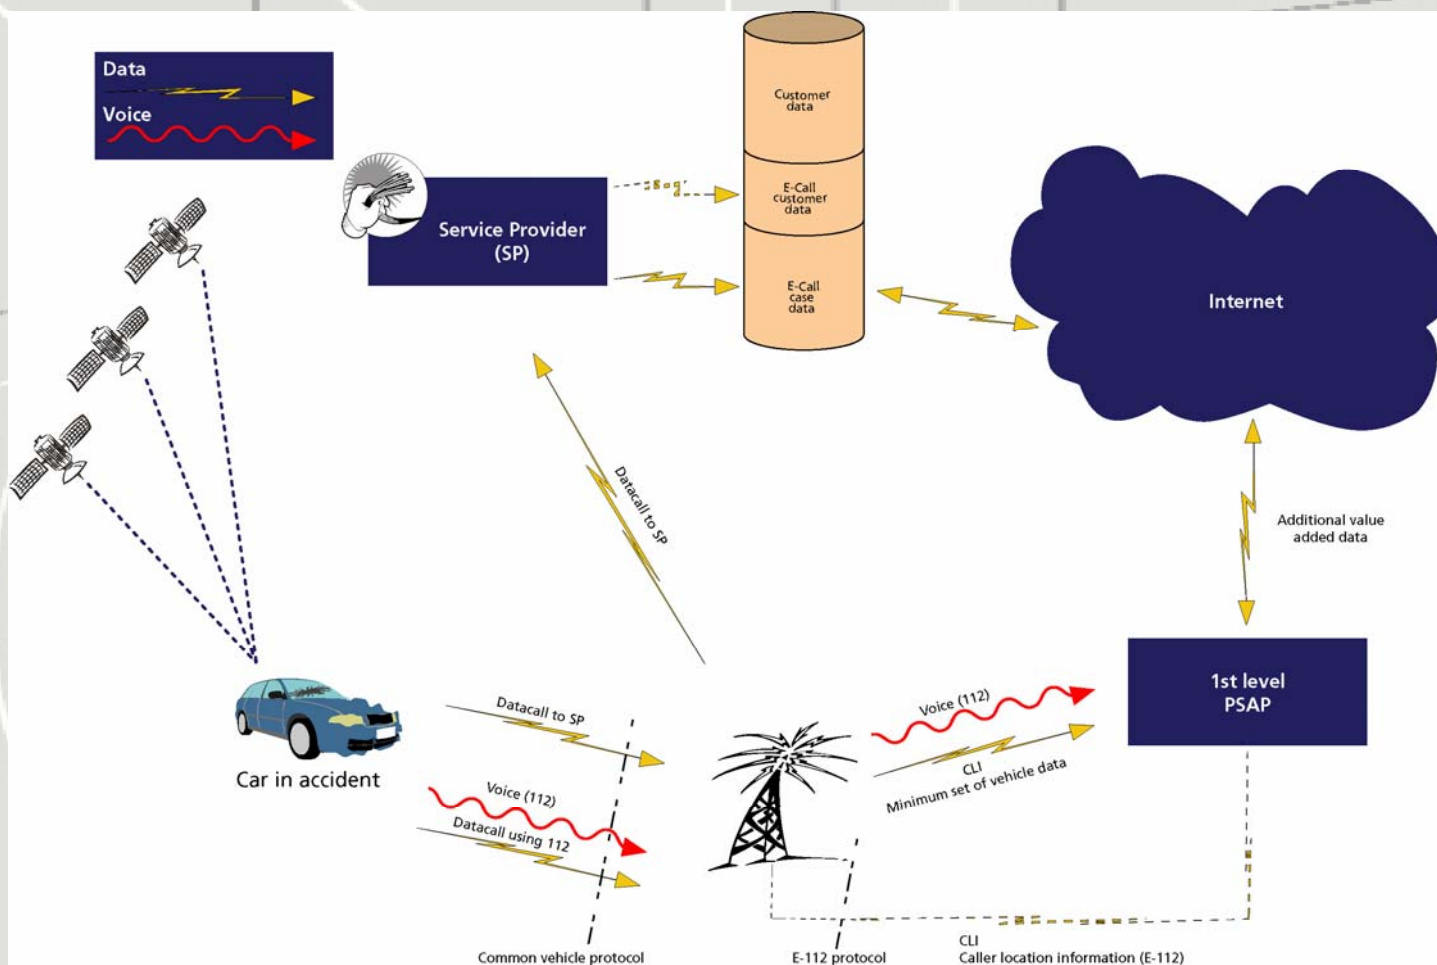 Data
Voice
Service Provider
(SP)
Customer
data
E-Call
customer
data
E-Call
case
data
Internet
Datacall to SP
Additional value
added data
1st level
PSAP
Car in accident
Datacall to SP
Voice (112)
Datacall using 112
Voice (112)
CLI
Minimum set of vehicle data
Common vehicle protocol
E-112 protocol
CLI
Caller location information (E-112)